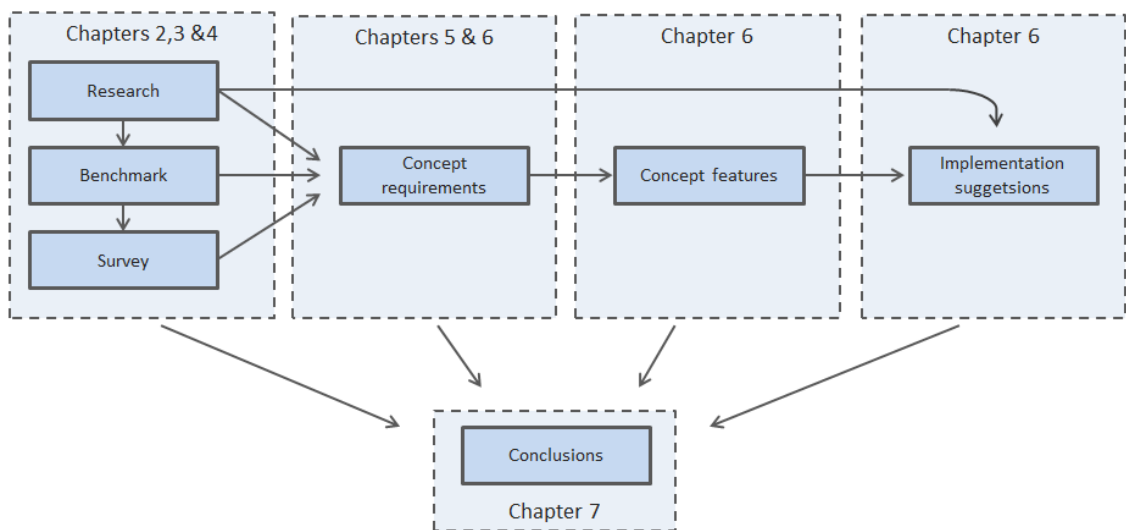 Chapters 2,3 &4
Research
Benchmark
Survey
Chapters 5 & 6
Concept
requirements
Chapter 6
Concept features
Chapter 6
Implementation
suggetsions
Conclusions
Chapter 7